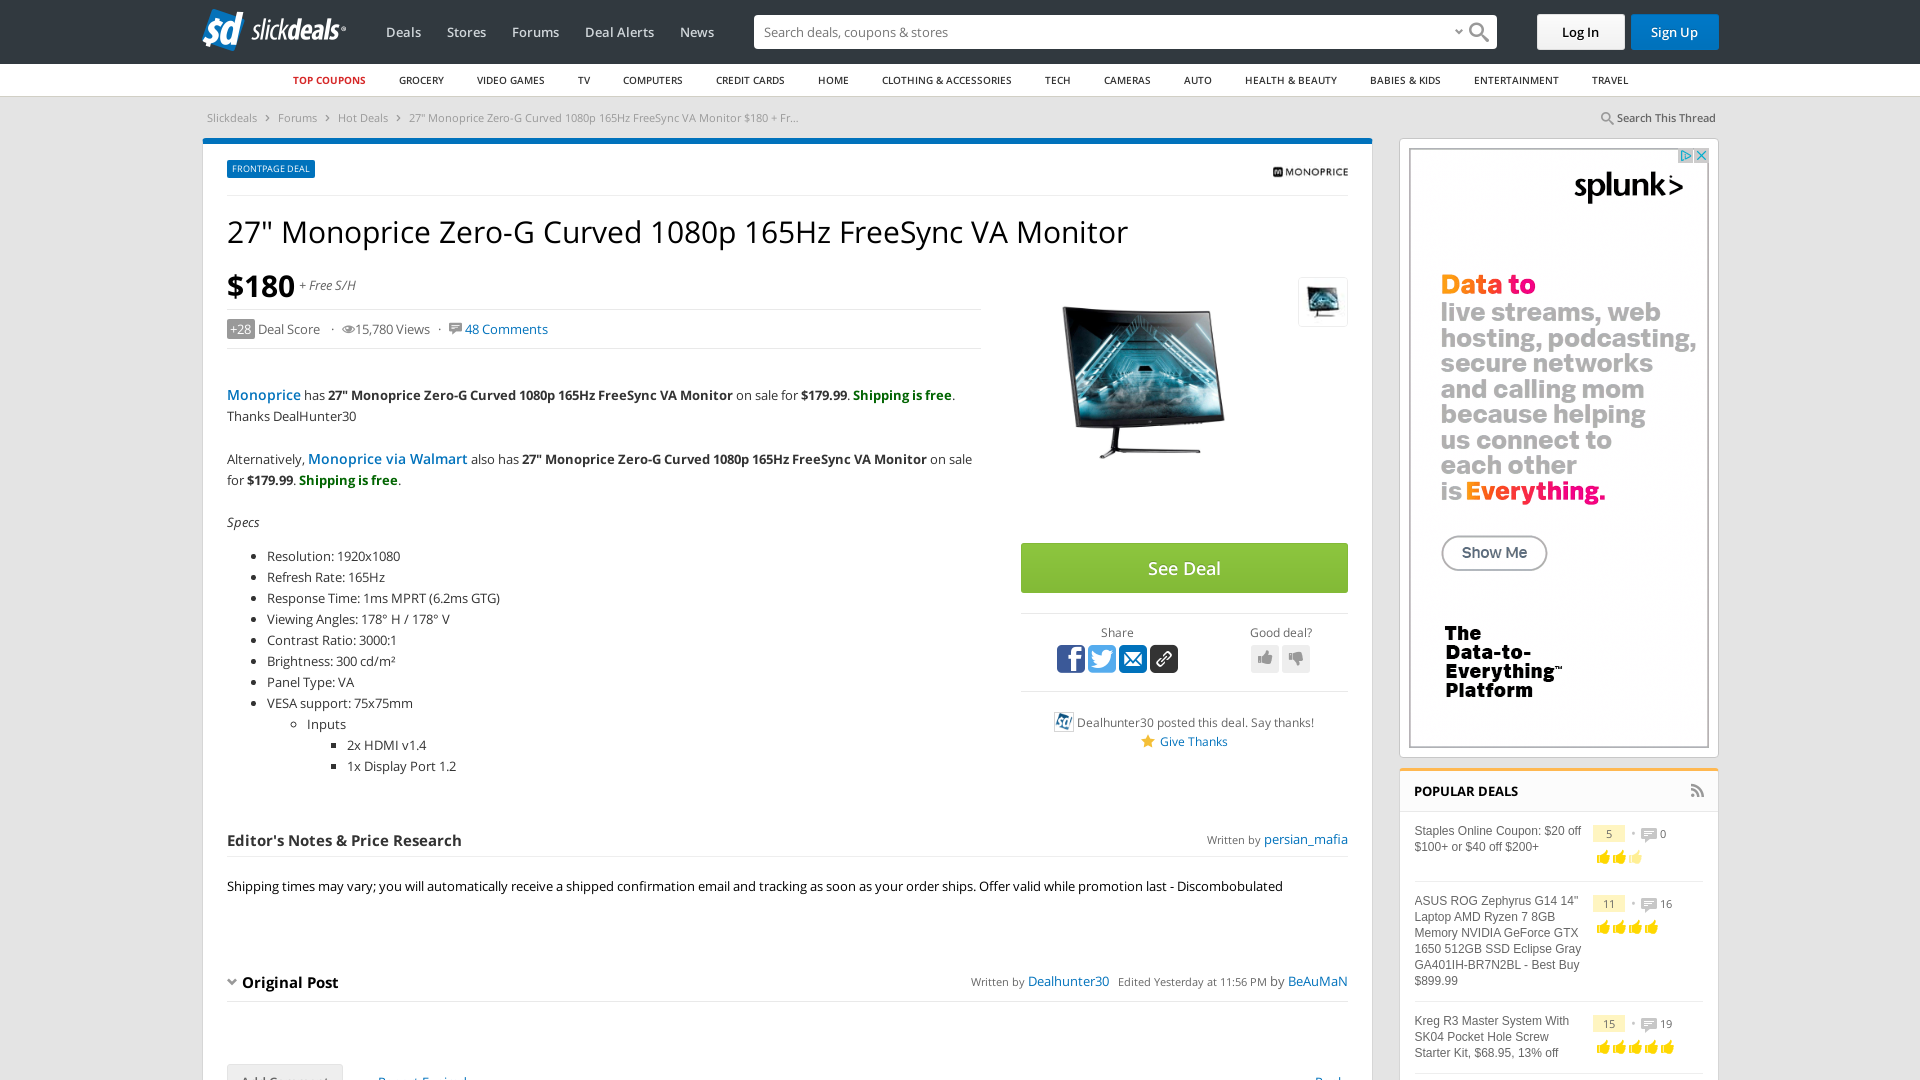 slickdeals
Deals
Stores
Forums
Deal Alerts
News
Search deals, coupons & stores
Log In
Sign Up
TOP COUPONS
GROCERY
VIDEO GAMES
TV
COMPUTERS
CREDIT CARDS
HOME
CLOTHING & ACCESSORIES
TECH
CAMERAS
AUTO
HEALTH & BEAUTY
BABIES & KIDS
ENTERTAINMENT
TRAVEL
Slickdeals › Forums › Hot Deals › 27" Monoprice Zero-G Curved 1080p 165Hz FreeSync VA Monitor $180 + Fr...
Search This Thread
FRONTPAGE DEAL
MONOPRICE
27" Monoprice Zero-G Curved 1080p 165Hz FreeSync VA Monitor
$180 + Free S/H
+28 Deal Score · 15,780 Views · 48 Comments
Monoprice has 27" Monoprice Zero-G Curved 1080p 165Hz FreeSync VA Monitor on sale for $179.99. Shipping is free.
Thanks DealHunter30
Alternatively, Monoprice via Walmart also has 27" Monoprice Zero-G Curved 1080p 165Hz FreeSync VA Monitor on sale
for $179.99. Shipping is free.
Specs
Resolution: 1920x1080
Refresh Rate: 165Hz
Response Time: 1ms MPRT (6.2ms GTG)
Viewing Angles: 178° H / 178° V
Contrast Ratio: 3000:1
Brightness: 300 cd/m²
Panel Type: VA
VESA support: 75x75mm
Inputs
2x HDMI v1.4
1x Display Port 1.2
See Deal
Share
Good deal?
Dealhunter30 posted this deal. Say thanks!
Give Thanks
Editor's Notes & Price Research
Written by persian_mafia
Shipping times may vary; you will automatically receive a shipped confirmation email and tracking as soon as your order ships. Offer valid while promotion last - Discombobulated
Original Post
Written by Dealhunter30 Edited Yesterday at 11:56 PM by BeAuMaN
splunk>
Data to
live streams, web
hosting, podcasting,
secure networks
and calling mom
because helping
us connect to
each other
is Everything.
Show Me
The
Data-to-
Everything™
Platform
POPULAR DEALS
Staples Online Coupon: $20 off
$100+ or $40 off $200+
5 • 0
ASUS ROG Zephyrus G14 14"
Laptop AMD Ryzen 7 8GB
Memory NVIDIA GeForce GTX
1650 512GB SSD Eclipse Gray
GA401IH-BR7N2BL - Best Buy
$899.99
11 • 16
Kreg R3 Master System With
SK04 Pocket Hole Screw
Starter Kit, $68.95, 13% off
15 • 19